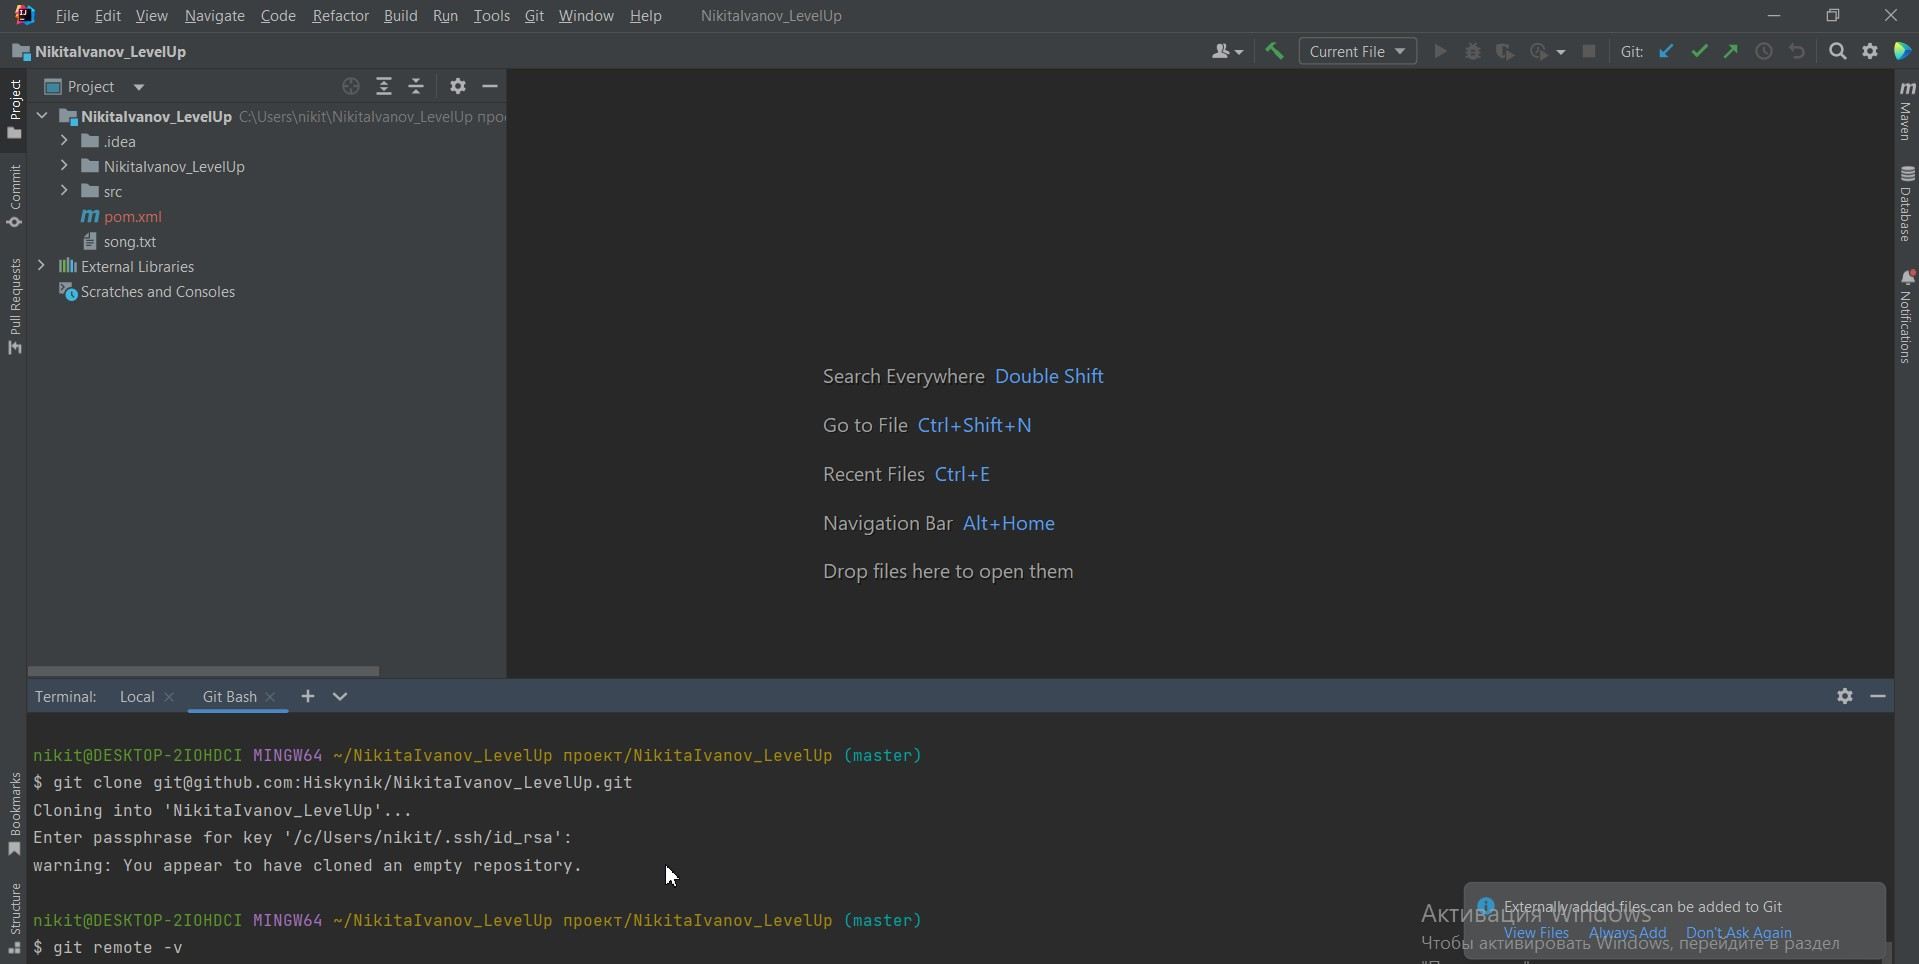 File Edit View Navigate Code Refactor Build Run Tools Git Window Help NikitaIvanov_LevelUp
NikitaIvanov_LevelUp Current File Git:
Project
NikitaIvanov_LevelUp C:\Users\nikit\NikitaIvanov_LevelUp
.idea
NikitaIvanov_LevelUp
src
pom.xml
song.txt
External Libraries
Scratches and Consoles
Project
Commit
Pull Requests
Bookmarks
Structure
Maven
Database
Notifications
Search Everywhere Double Shift
Go to File Ctrl+Shift+N
Recent Files Ctrl+E
Navigation Bar Alt+Home
Drop files here to open them
Terminal: Local Git Bash
nikit@DESKTOP-2IOHDCI MINGW64 ~/NikitaIvanov_LevelUp проект/NikitaIvanov_LevelUp (master)
$ git clone git@github.com:Hiskynik/NikitaIvanov_LevelUp.git
Cloning into 'NikitaIvanov_LevelUp'...
Enter passphrase for key '/c/Users/nikit/.ssh/id_rsa':
warning: You appear to have cloned an empty repository.
nikit@DESKTOP-2IOHDCI MINGW64 ~/NikitaIvanov_LevelUp проект/NikitaIvanov_LevelUp (master)
$ git remote -v
Externally added files can be added to Git
View Files Always Add Don't Ask Again
Активация Windows
Чтобы активировать Windows, перейдите в раздел